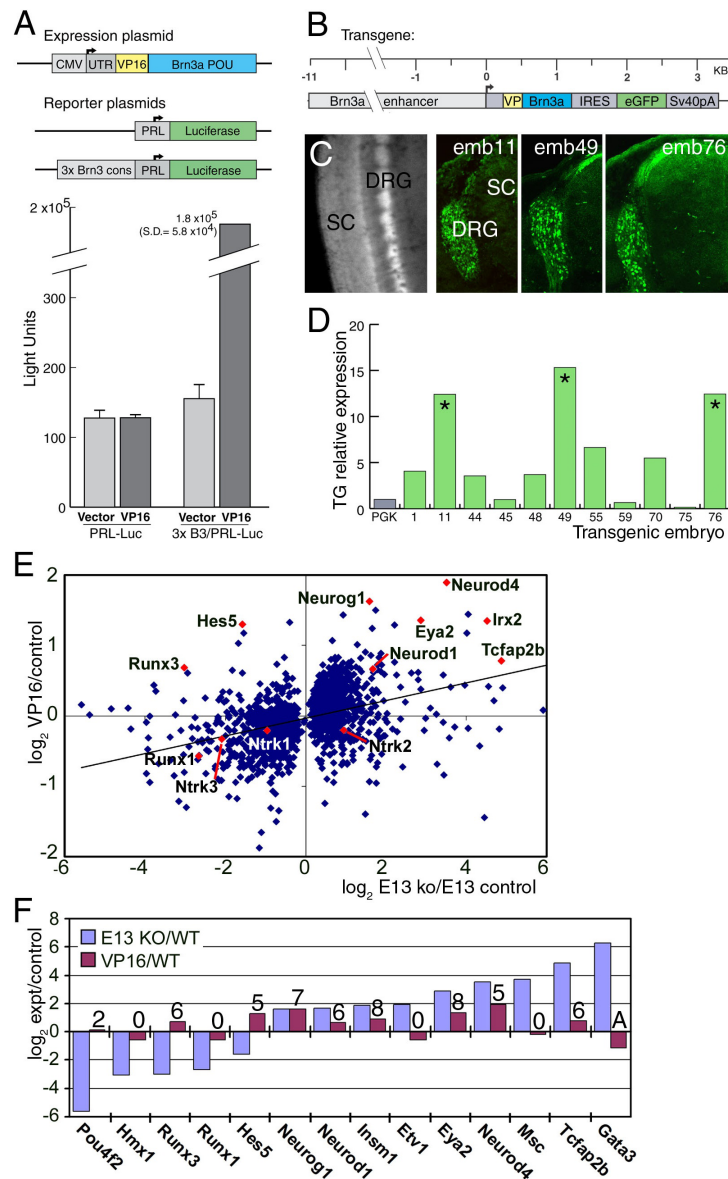 A
Expression plasmid
CMV UTR VP16 Brn3a POU
Reporter plasmids
PRL Luciferase
3x Brn3 cons PRL Luciferase
2 x10⁵
1.8 x10⁵
(S.D.= 5.8 x10⁴)
300
200
100
0
Light Units
Vector VP16 Vector VP16
PRL-Luc 3x B3/PRL-Luc
B
Transgene:
-11 -1 0 1 2 3 KB
Brn3a enhancer VP Brn3a IRES eGFP Sv40pA
C
SC DRG
emb11 emb49 emb76
SC
DRG
D
TG relative expression
20
15
10
5
0
* * *
PGK 1 11 44 45 48 49 55 59 70 75 76
Transgenic embryo
E
log₂ VP16/control
2
1
0
-1
-2
Neurod4
Neurog1
Hes5
Eya2
Irx2
Neurod1
Tcfap2b
Runx3
Ntrk1
Ntrk2
Runx1
Ntrk3
-6 -4 -2 0 2 4 6
log₂ E13 ko/E13 control
F
log₂ expt/control
8
6
4
2
0
-2
-4
-6
E13 KO/WT
VP16/WT
2 0 6 0 5 7 6 8 0 8 5 0 6 A
Pou4f2 Hmx1 Runx3 Runx1 Hes5 Neurog1 Neurod1 Insm1 Etv1 Eya2 Neurod4 Msc Tcfap2b Gata3